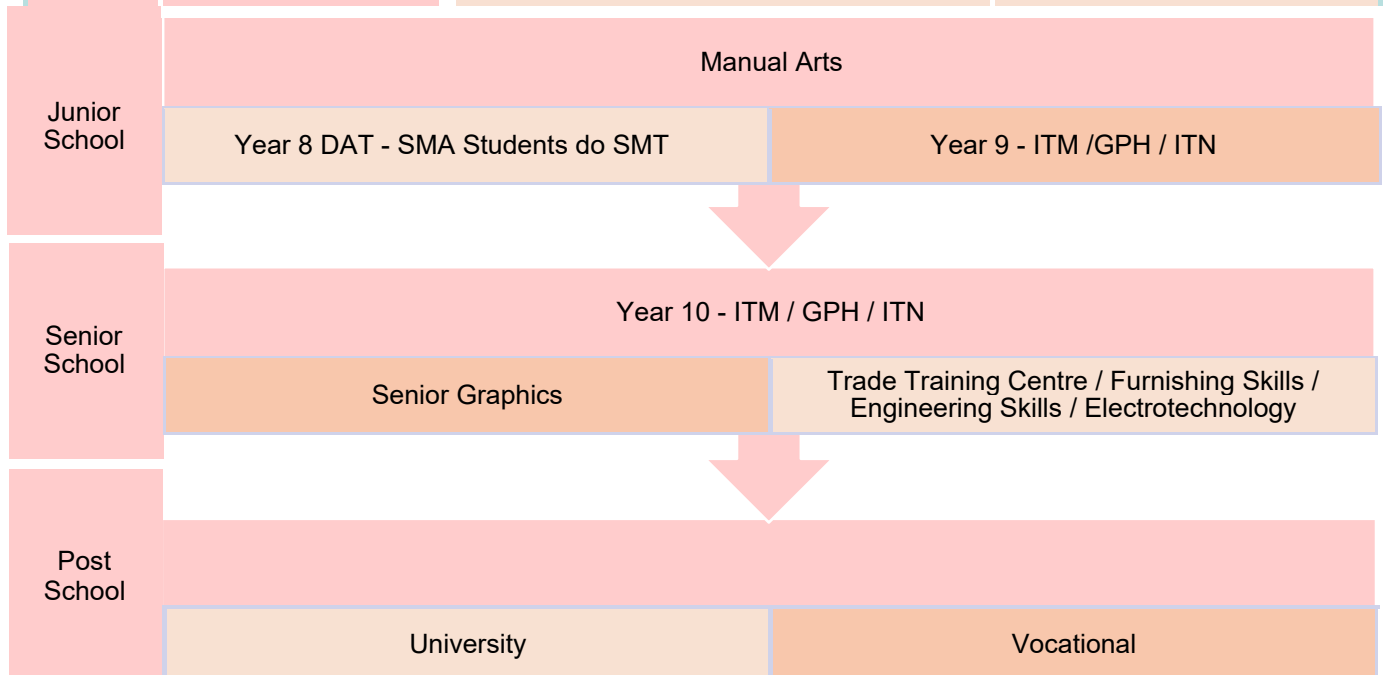 Manual Arts
Junior
School
Year 8 DAT - SMA Students do SMT
Year 9 - ITM /GPH / ITN
Year 10 - ITM / GPH / ITN
Senior
School
Senior Graphics
Trade Training Centre / Furnishing Skills /
Engineering Skills / Electrotechnology
Post
School
University
Vocational